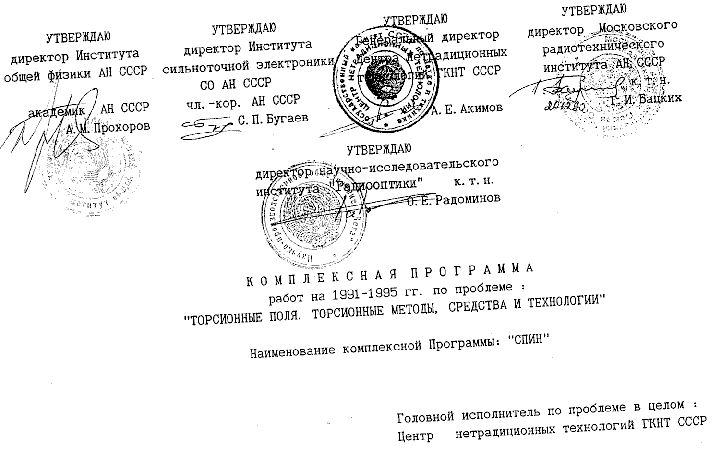 УТВЕРЖДАЮ
директор Института
общей физики АН СССР
академик АН СССР
А.М.Прохоров
УТВЕРЖДАЮ
директор Института
сильноточной электроники
СО АН СССР
чл.-кор. АН СССР
С.П.Бугаев
УТВЕРЖДАЮ
Генеральный директор
Центра нетрадиционных
технологий ГКНТ СССР
А.Е.Акимов
УТВЕРЖДАЮ
директор Московского
радиотехнического
института АН СССР
к.т.н.
Г.И.Бацких
УТВЕРЖДАЮ
директор научно-исследовательского
института "Радиооптики" к.т.н.
О.Е.Радоминов
КОМПЛЕКСНАЯ ПРОГРАММА
работ на 1991-1995 гг. по проблеме :
"ТОРСИОННЫЕ ПОЛЯ. ТОРСИОННЫЕ МЕТОДЫ, СРЕДСТВА И ТЕХНОЛОГИИ"
Наименование комплексной Программы: "СПИН"
Головной исполнитель по проблеме в целом :
Центр нетрадиционных технологий ГКНТ СССР